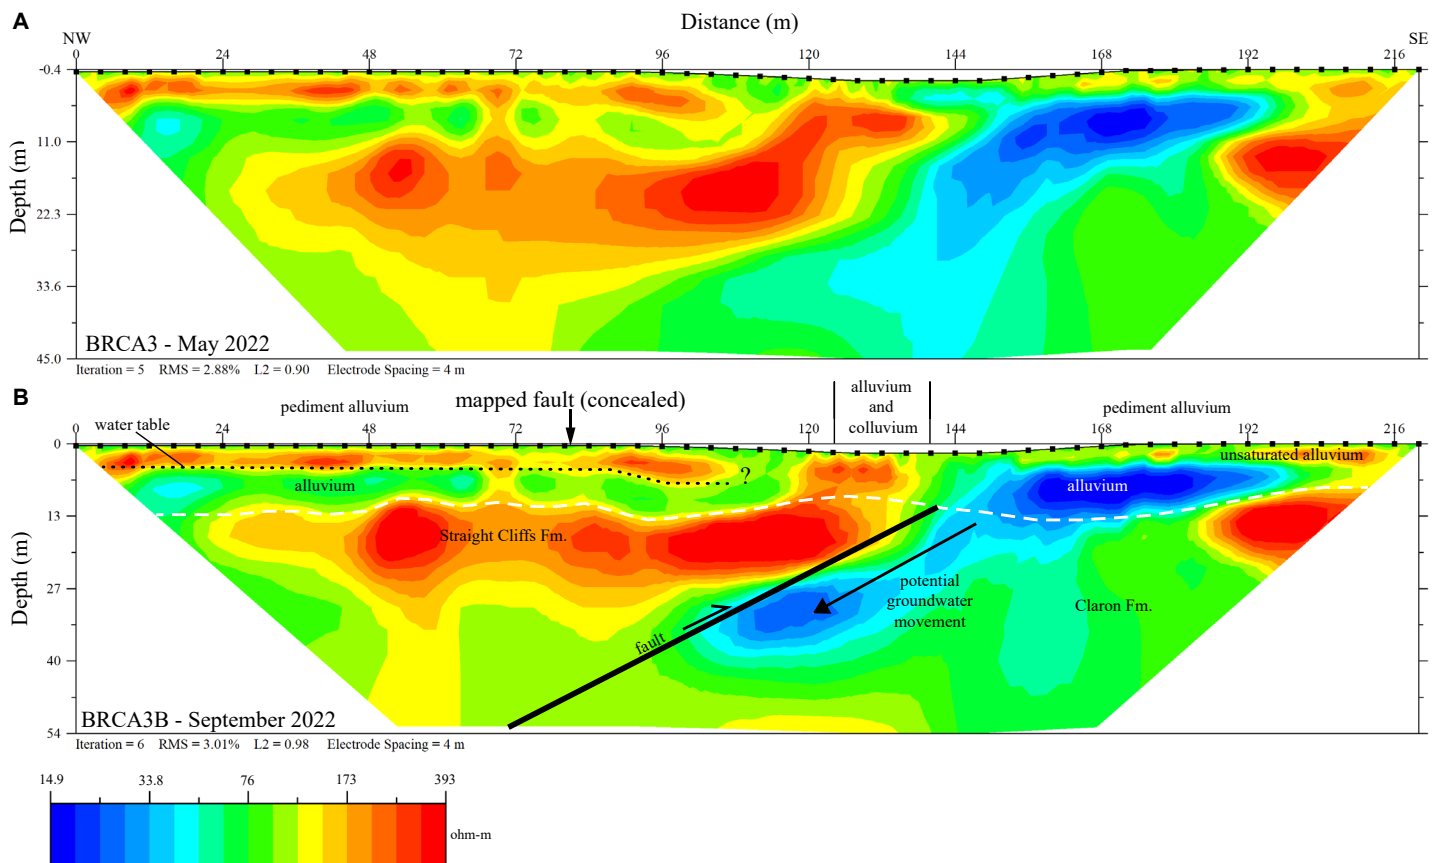 A
Distance (m)
NW
SE
0 24 48 72 96 120 144 168 192 216
-0.4
11.0
22.3
33.6
45.0
Depth (m)
BRCA3 - May 2022
Iteration = 5 RMS = 2.88% L2 = 0.90 Electrode Spacing = 4 m
B
pediment alluvium
mapped fault (concealed)
alluvium
and
colluvium
pediment alluvium
water table
0 24 48 72 96 120 144 168 192 216
0
13
27
40
54
Depth (m)
unsaturated alluvium
?
alluvium
alluvium
Straight Cliffs Fm.
potential
groundwater
movement
Claron Fm.
fault
BRCA3B - September 2022
Iteration = 6 RMS = 3.01% L2 = 0.98 Electrode Spacing = 4 m
14.9 33.8 76 173 393
ohm-m